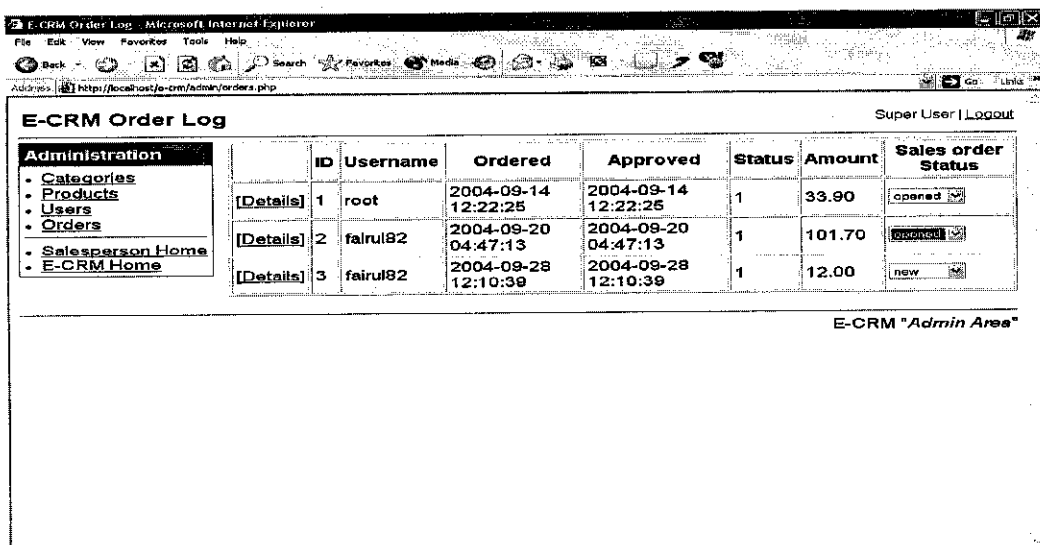 E-CRM Order Log - Microsoft Internet Explorer
File Edit View Favorites Tools Help
Back Search Favorites Media
Address http://localhost/e-crm/admin/orders.php Go Links
E-CRM Order Log
Super User | Logout
Administration
• Categories
• Products
• Users
• Orders
• Salesperson Home
• E-CRM Home
ID Username Ordered Approved Status Amount Sales order Status
[Details] 1 root 2004-09-14 12:22:25 2004-09-14 12:22:25 1 33.90 opened
[Details] 2 fairul82 2004-09-20 04:47:13 2004-09-20 04:47:13 1 101.70 opened
[Details] 3 fairul82 2004-09-28 12:10:39 2004-09-28 12:10:39 1 12.00 new
E-CRM "Admin Area"